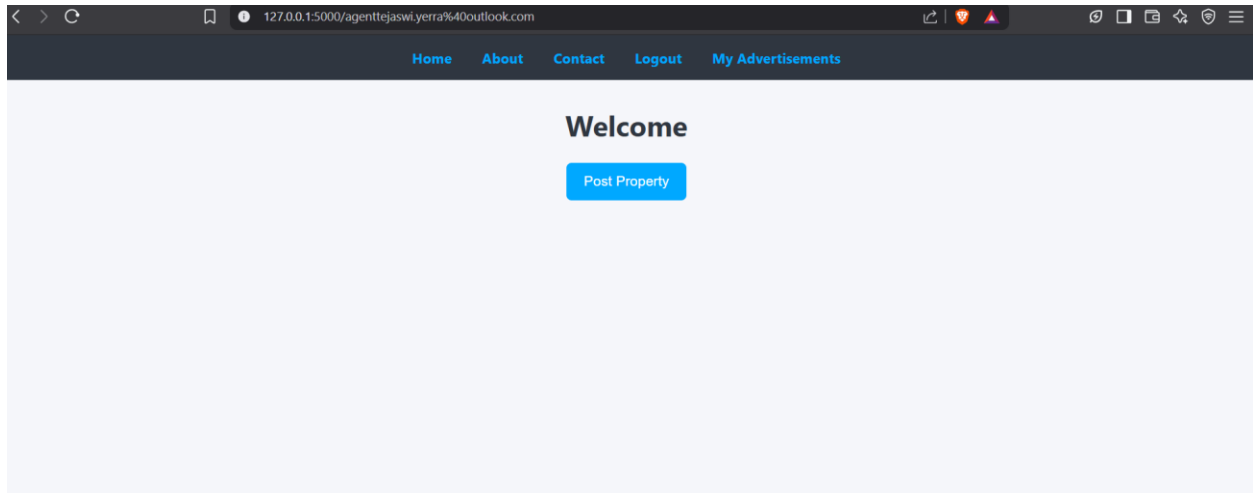 127.0.0.1:5000/agenttejaswi.yerra%40outlook.com
Home About Contact Logout My Advertisements
Welcome
Post Property